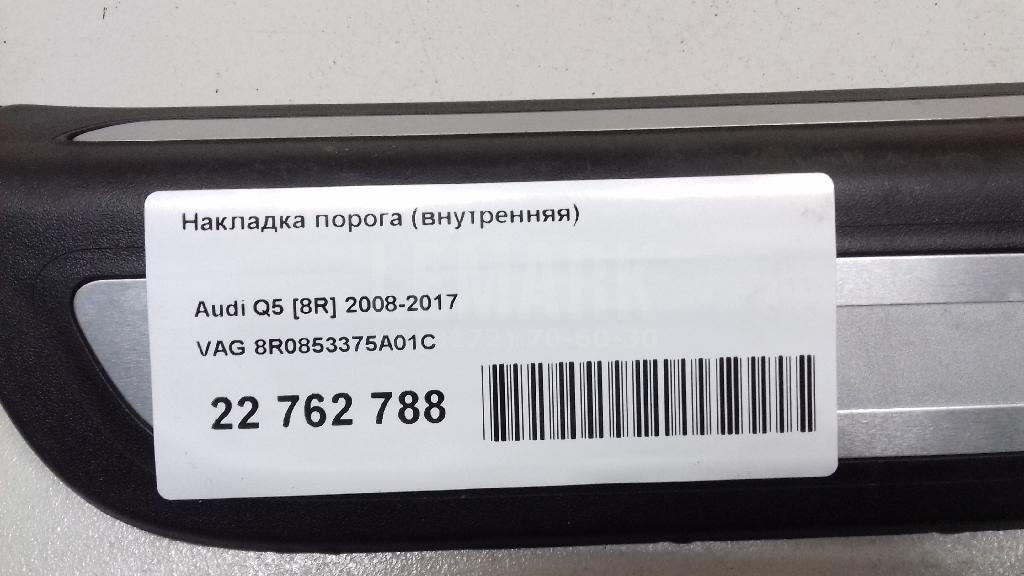 Накладка порога (внутренняя)
Audi Q5 [8R] 2008-2017
VAG 8R0853375A01C
22 762 788